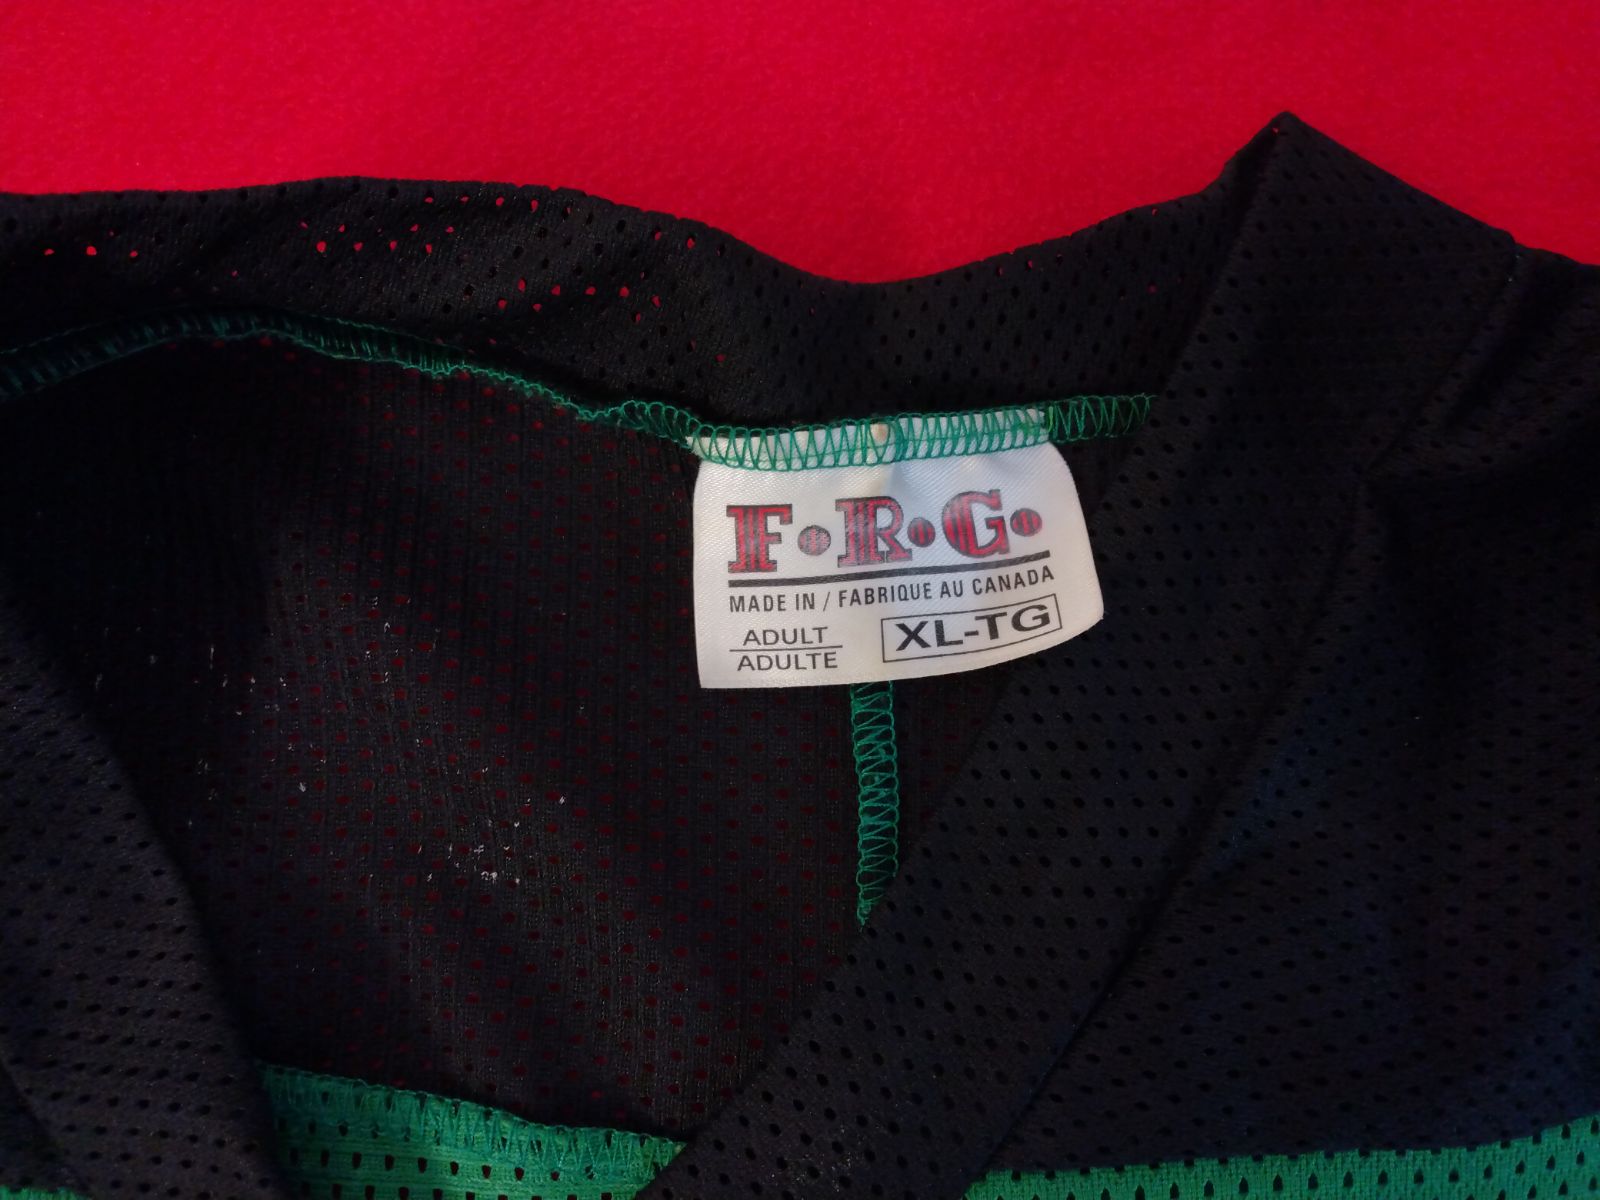 F·R·G·
MADE IN / FABRIQUE AU CANADA
ADULT
ADULTE
XL-TG